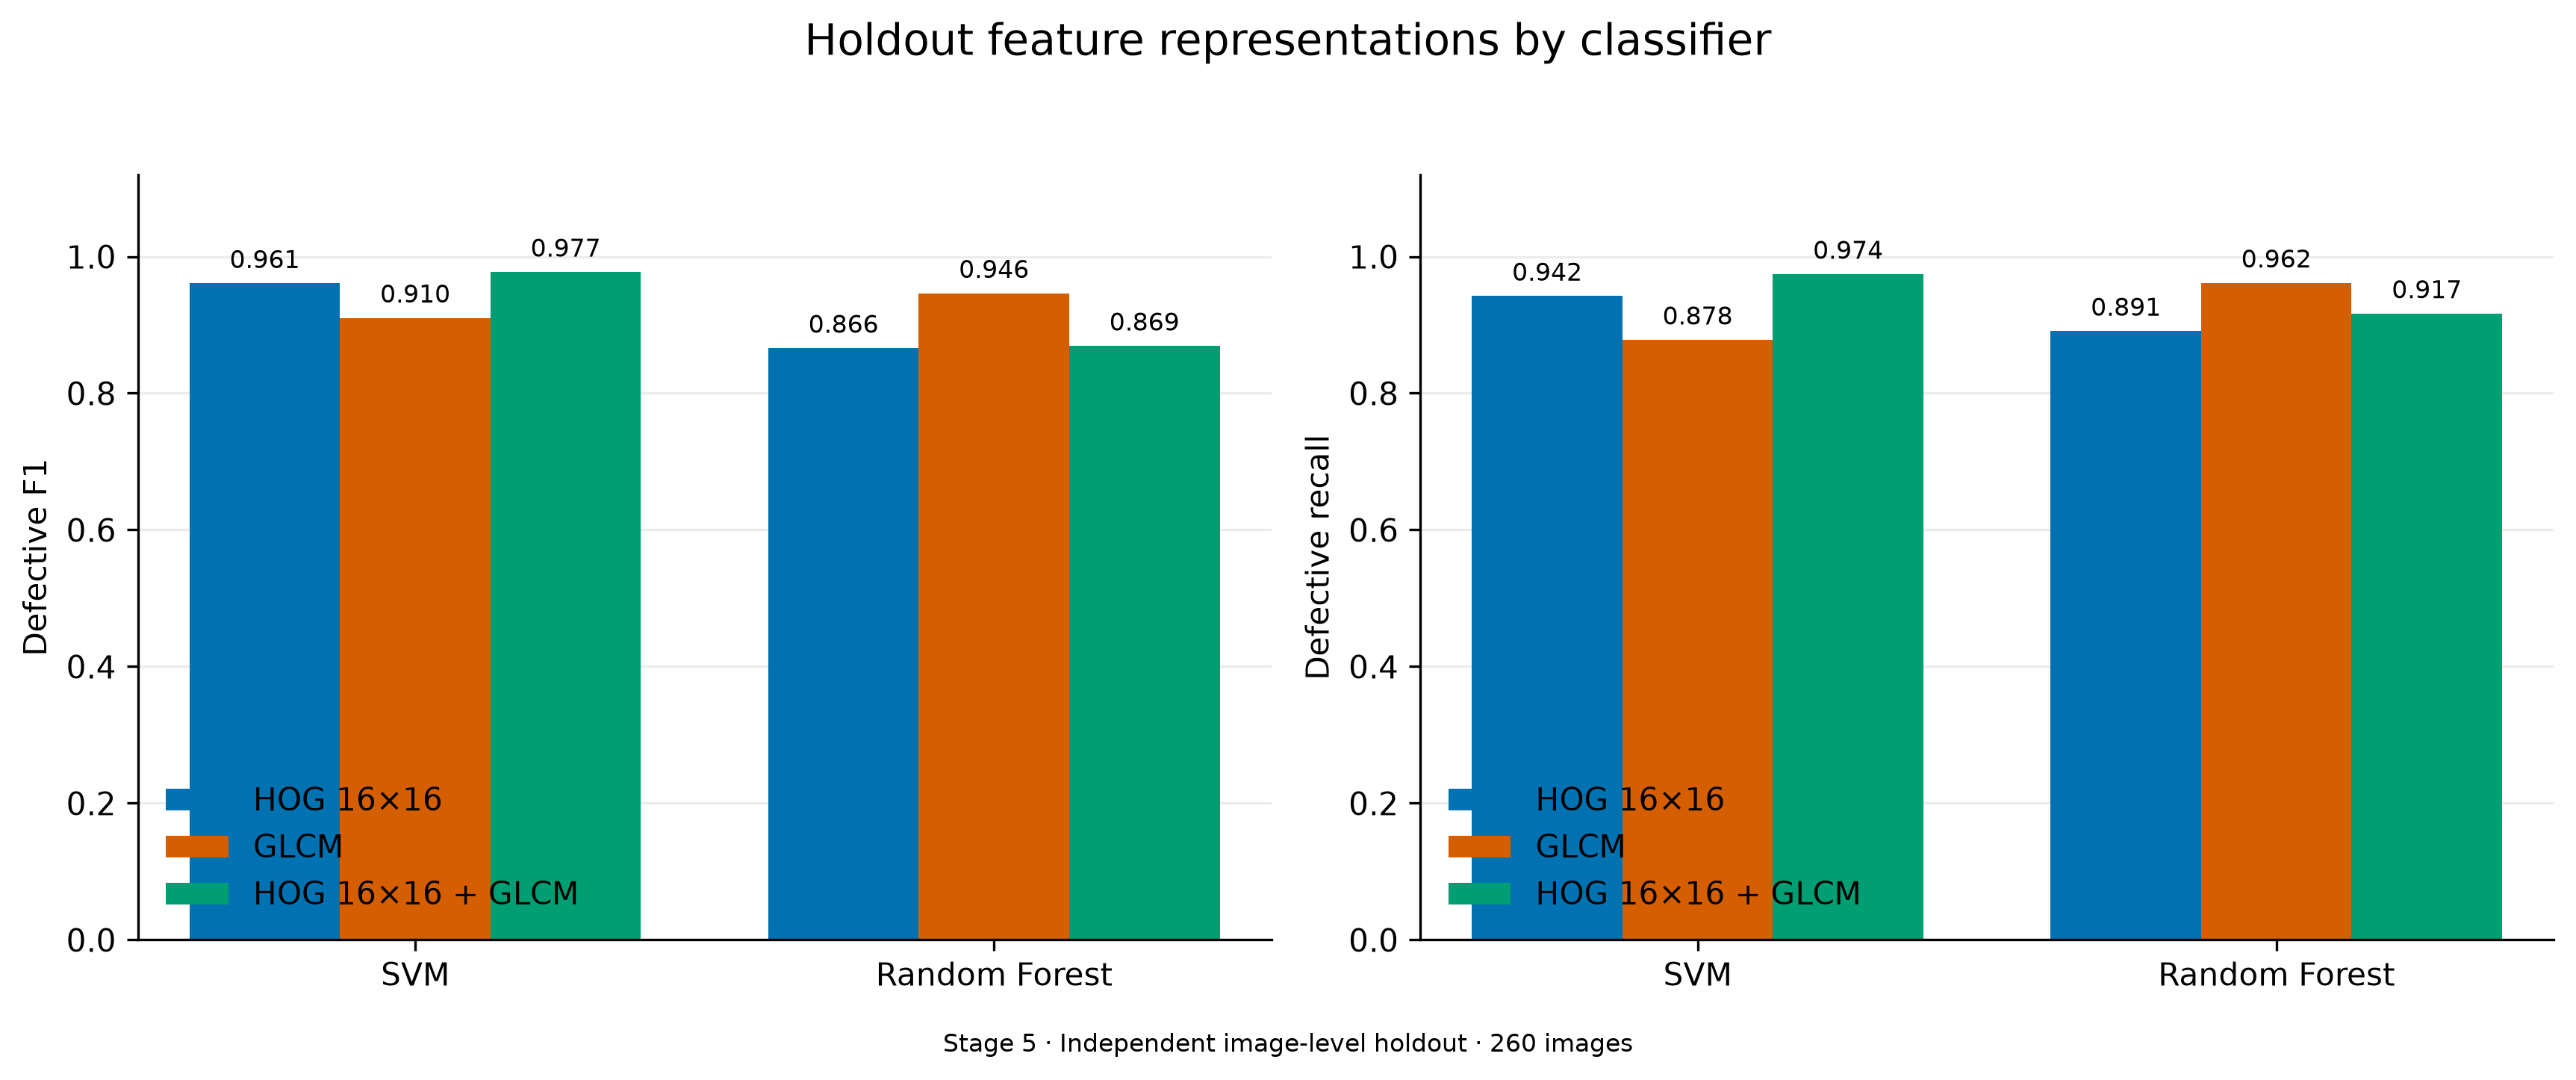 Holdout feature representations by classifier
Defective F1
1.0
0.8
0.6
0.4
0.2
0.0
0.961
0.910
0.977
0.866
0.946
0.869
HOG 16×16
GLCM
HOG 16×16 + GLCM
SVM
Random Forest
Defective recall
1.0
0.8
0.6
0.4
0.2
0.0
0.942
0.878
0.974
0.891
0.962
0.917
HOG 16×16
GLCM
HOG 16×16 + GLCM
SVM
Random Forest
Stage 5 · Independent image-level holdout · 260 images